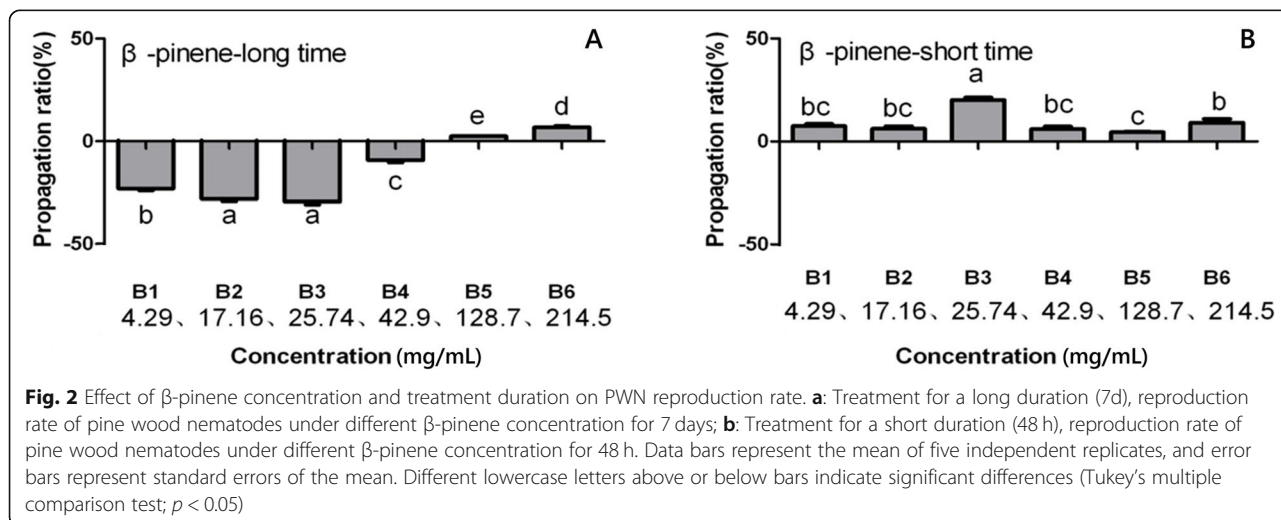 50
A
β -pinene-long time
Propagation ratio(%)
e
d
0
b
a
a
c
-50
B1 B2 B3 B4 B5 B6
4.29、17.16、25.74、42.9、128.7、214.5
Concentration (mg/mL)
50
B
β -pinene-short time
Propagation ratio(%)
a
bc bc bc c b
0
-50
B1 B2 B3 B4 B5 B6
4.29、17.16、25.74、42.9、128.7、214.5
Concentration (mg/mL)
Fig. 2 Effect of β-pinene concentration and treatment duration on PWN reproduction rate. a: Treatment for a long duration (7d), reproduction
rate of pine wood nematodes under different β-pinene concentration for 7 days; b: Treatment for a short duration (48 h), reproduction rate of
pine wood nematodes under different β-pinene concentration for 48 h. Data bars represent the mean of five independent replicates, and error
bars represent standard errors of the mean. Different lowercase letters above or below bars indicate significant differences (Tukey's multiple
comparison test; p < 0.05)